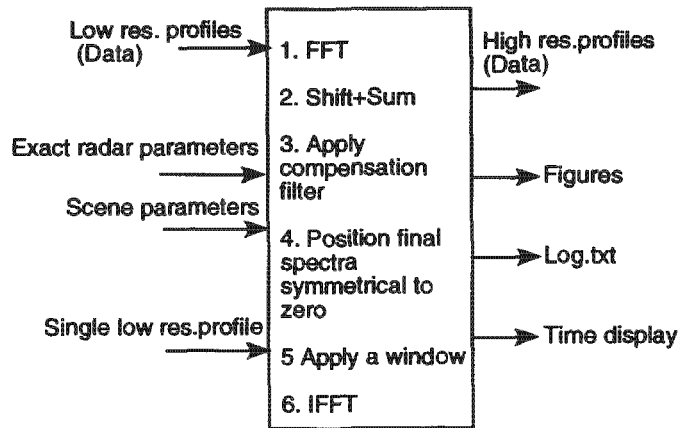 Low res. profiles
(Data)
Exact radar parameters
Scene parameters
Single low res.profile
1. FFT
2. Shift+Sum
3. Apply
compensation
filter
4. Position final
spectra
symmetrical to
zero
5 Apply a window
6. IFFT
High res.profiles
(Data)
Figures
Log.txt
Time display